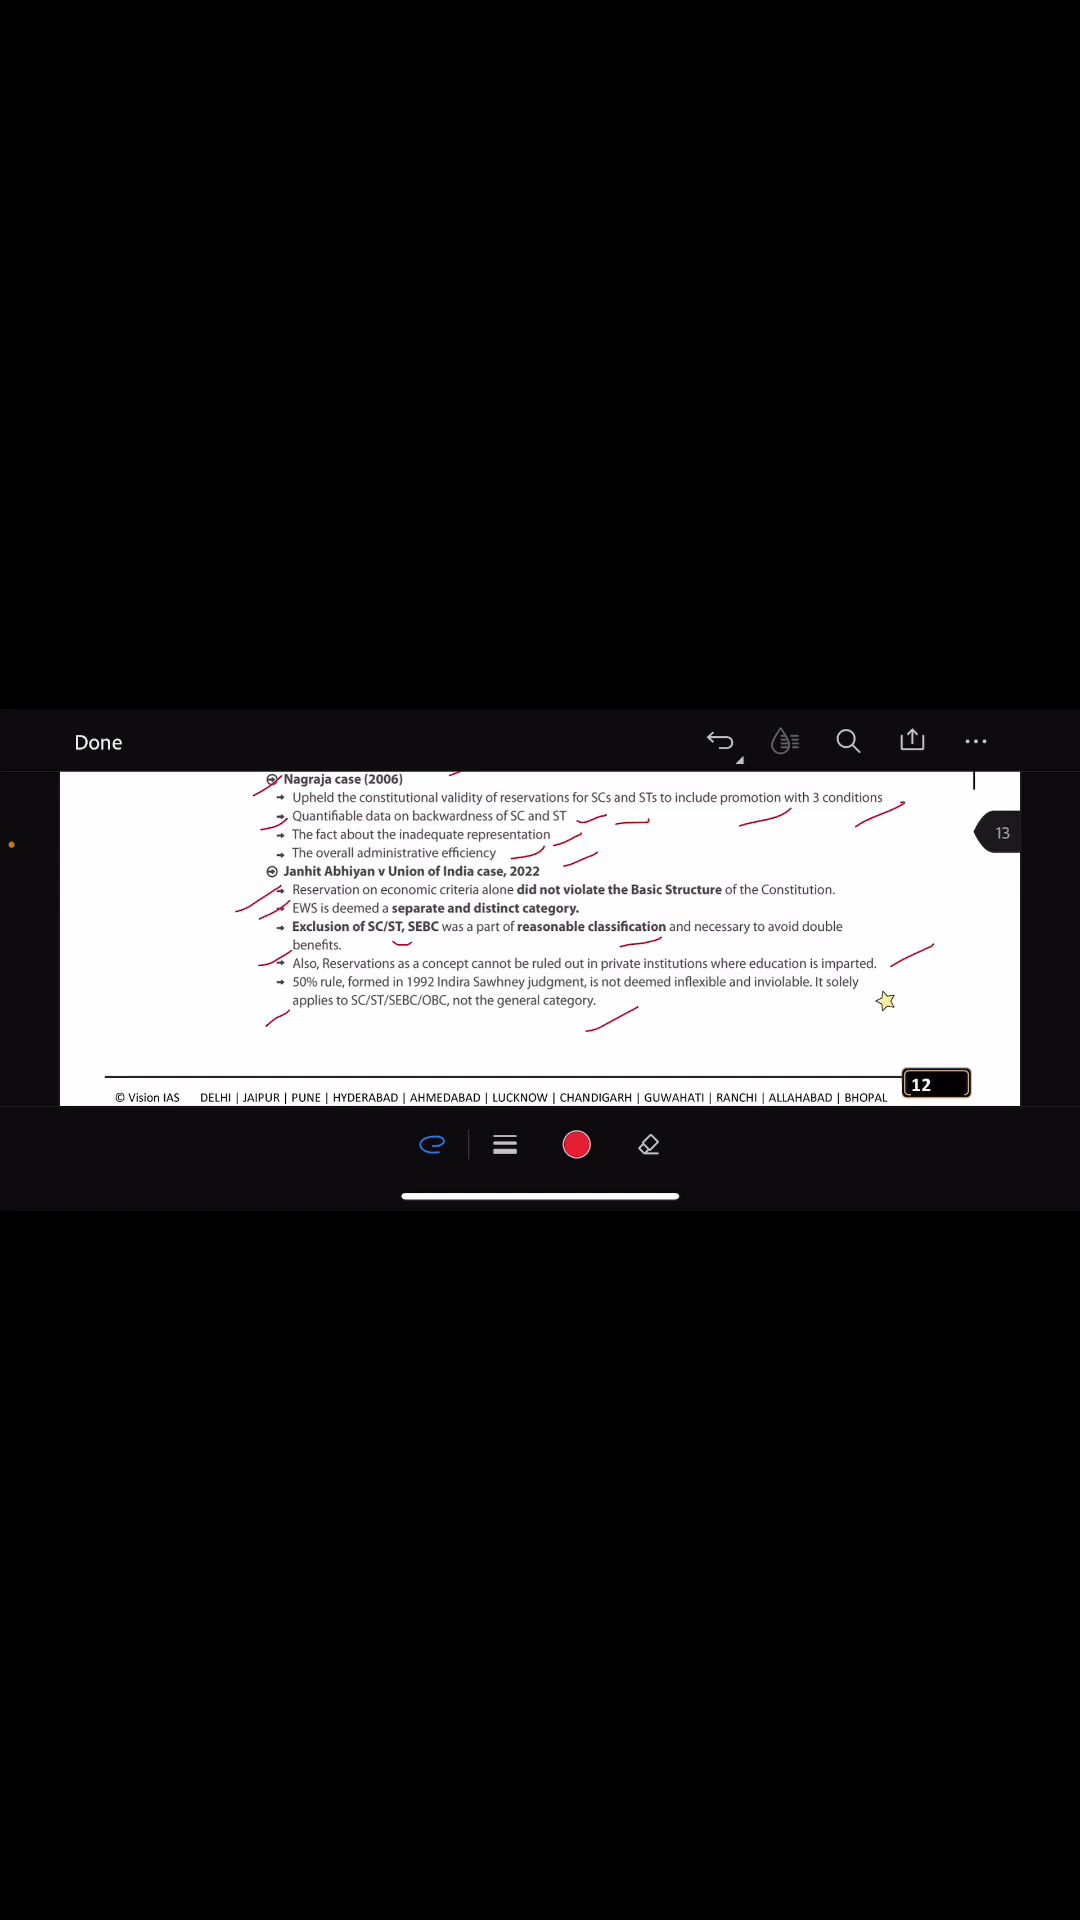 Done
Nagraja case (2006)
Upheld the constitutional validity of reservations for SCs and STs to include promotion with 3 conditions
Quantifiable data on backwardness of SC and ST
13
The fact about the inadequate representation
The overall administrative efficiency
Janhit Abhiyan v Union of India case, 2022
Reservation on economic criteria alone did not violate the Basic Structure of the Constitution.
EWS is deemed a separate and distinct category.
Exclusion of SC/ST, SEBC was a part of reasonable classification and necessary to avoid double
benefits.
Also, Reservations as a concept cannot be ruled out in private institutions where education is imparted.
50% rule, formed in 1992 Indira Sawhney judgment, is not deemed inflexible and inviolable. It solely
applies to SC/ST/SEBC/OBC, not the general category.
12
© Vision IAS DELHI | JAIPUR | PUNE | HYDERABAD | AHMEDABAD | LUCKNOW | CHANDIGARH | GUWAHATI | RANCHI | ALLAHABAD | BHOPAL